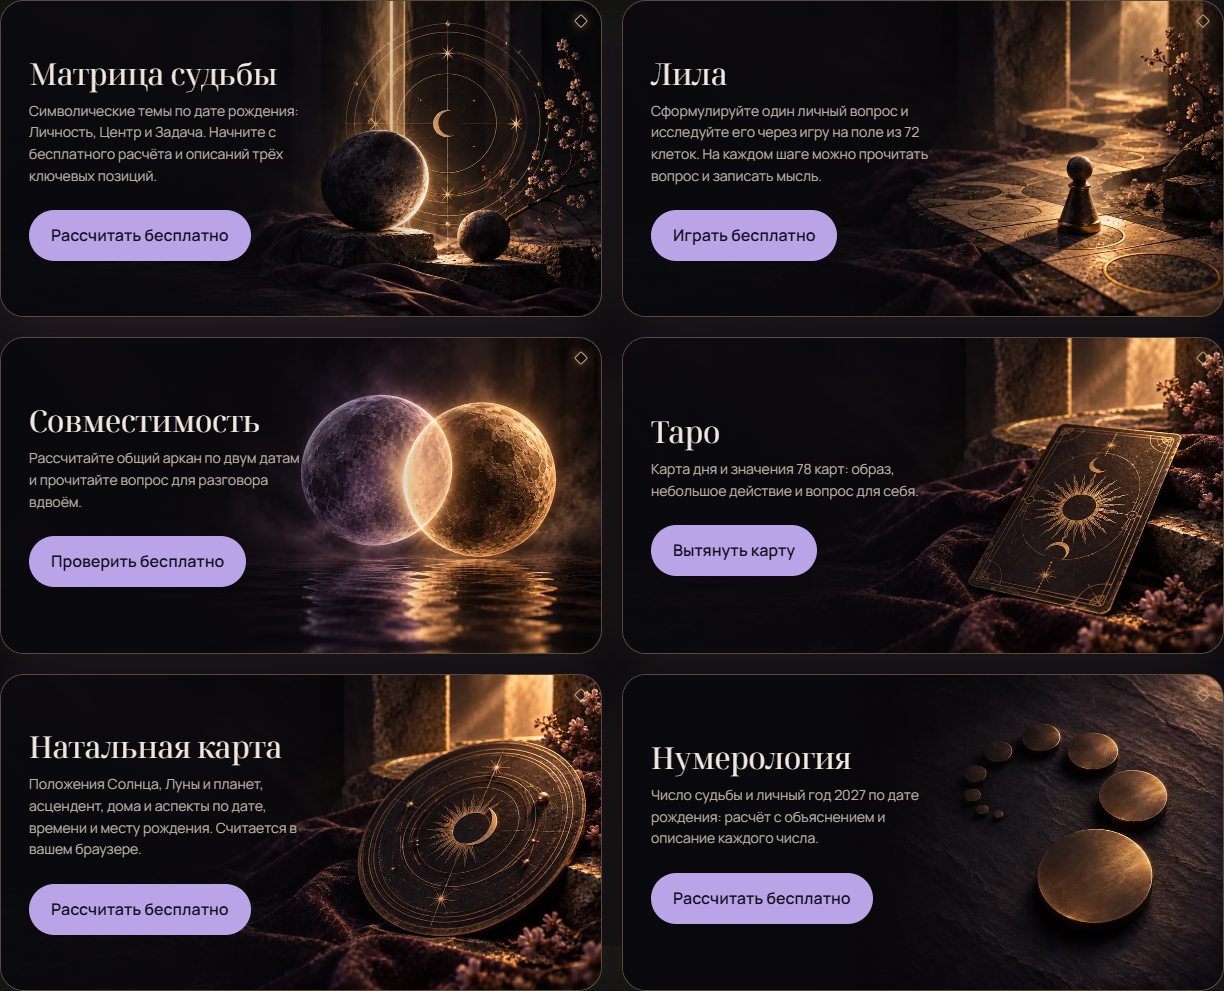 Матрица судьбы
Символические темы по дате рождения:
Личность, Центр и Задача. Начните с
бесплатного расчёта и описаний трёх
ключевых позиций.
Рассчитать бесплатно
Лила
Сформулируйте один личный вопрос и
исследуйте его через игру на поле из 72
клеток. На каждом шаге можно прочитать
вопрос и записать мысль.
Играть бесплатно
Совместимость
Рассчитайте общий аркан по двум датам
и прочитайте вопрос для разговора
вдвоём.
Проверить бесплатно
Таро
Карта дня и значения 78 карт: образ,
небольшое действие и вопрос для себя.
Вытянуть карту
Натальная карта
Положения Солнца, Луны и планет,
асцендент, дома и аспекты по дате,
времени и месту рождения. Считается в
вашем браузере.
Рассчитать бесплатно
Нумерология
Число судьбы и личный год 2027 по дате
рождения: расчёт с объяснением и
описание каждого числа.
Рассчитать бесплатно